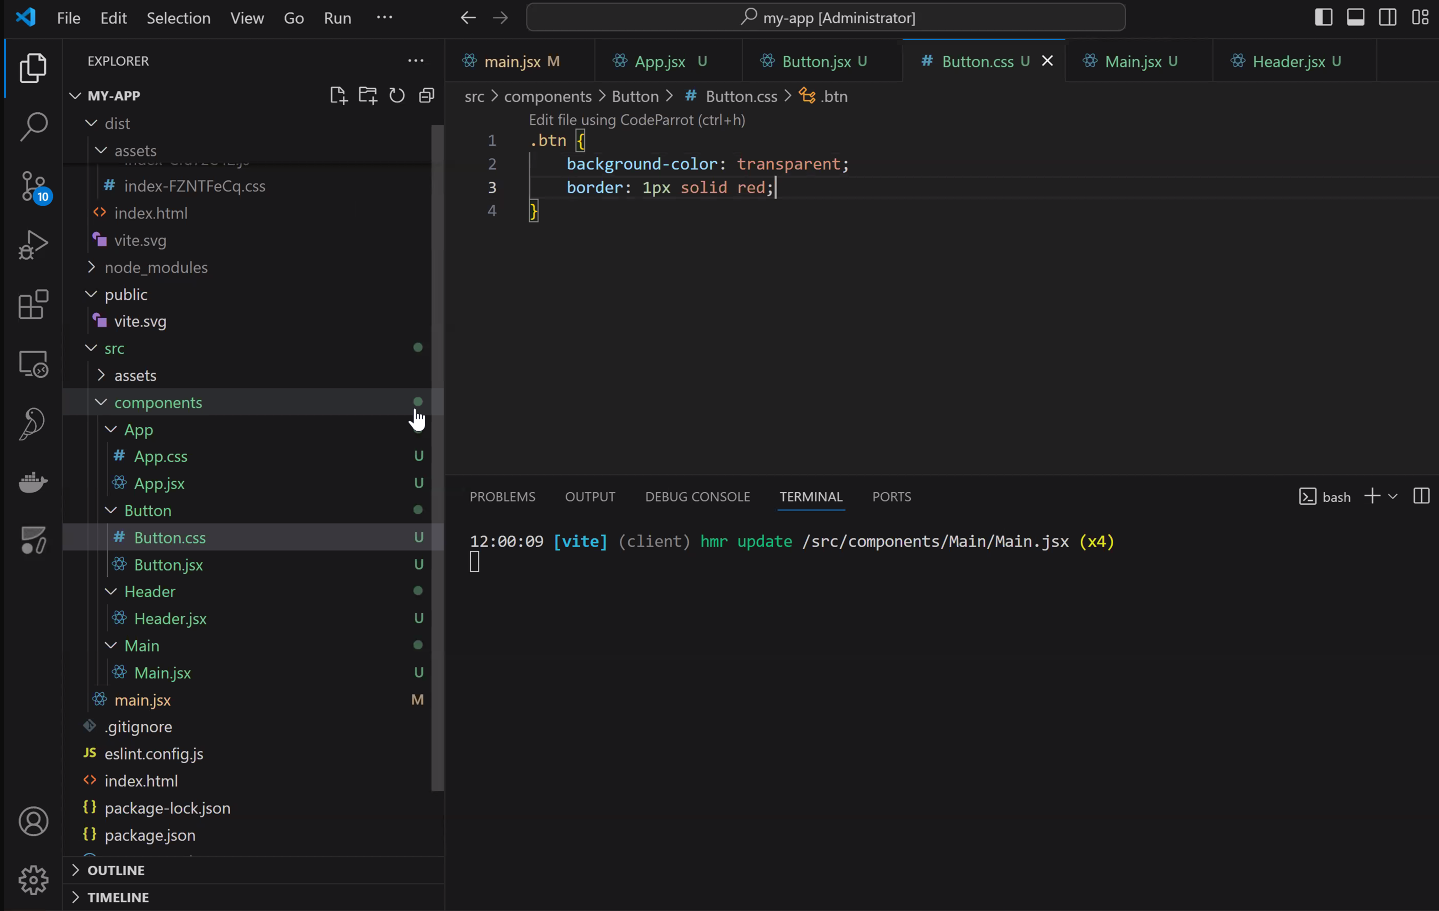 File Edit Selection View Go Run ···
my-app [Administrator]
EXPLORER
MY-APP
dist
assets
# index-FZNTFeCq.css
<> index.html
vite.svg
node_modules
public
vite.svg
src
assets
components
App
# App.css U
App.jsx U
Button
# Button.css U
Button.jsx U
Header
Header.jsx U
Main
Main.jsx U
main.jsx M
.gitignore
JS eslint.config.js
<> index.html
{} package-lock.json
{} package.json
OUTLINE
TIMELINE
10
main.jsx M App.jsx U Button.jsx U # Button.css U Main.jsx U Header.jsx U
src > components > Button > # Button.css > .btn
Edit file using CodeParrot (ctrl+h)
1 .btn {
2 background-color: transparent;
3 border: 1px solid red;
4 }
PROBLEMS OUTPUT DEBUG CONSOLE TERMINAL PORTS
bash
12:00:09 [vite] (client) hmr update /src/components/Main/Main.jsx (x4)